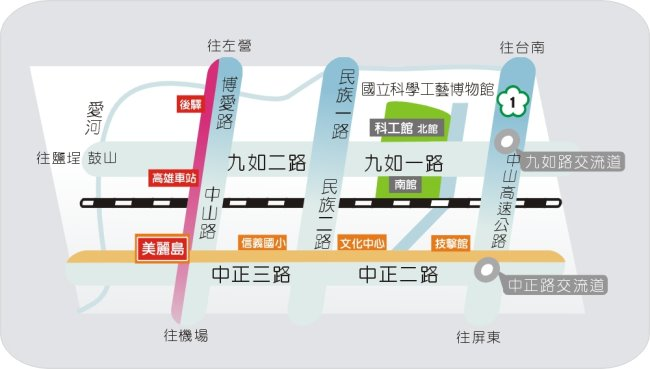 往左營
往台南
博愛路
民族一路
國立科學工藝博物館
1
後驛
愛河
科工館 北館
往鹽埕 鼓山
九如二路
九如一路
九如路交流道
高雄車站
南館
中山路
民族二路
中山高速公路
美麗島
信義國小
文化中心
技擊館
中正三路
中正二路
中正路交流道
往機場
往屏東